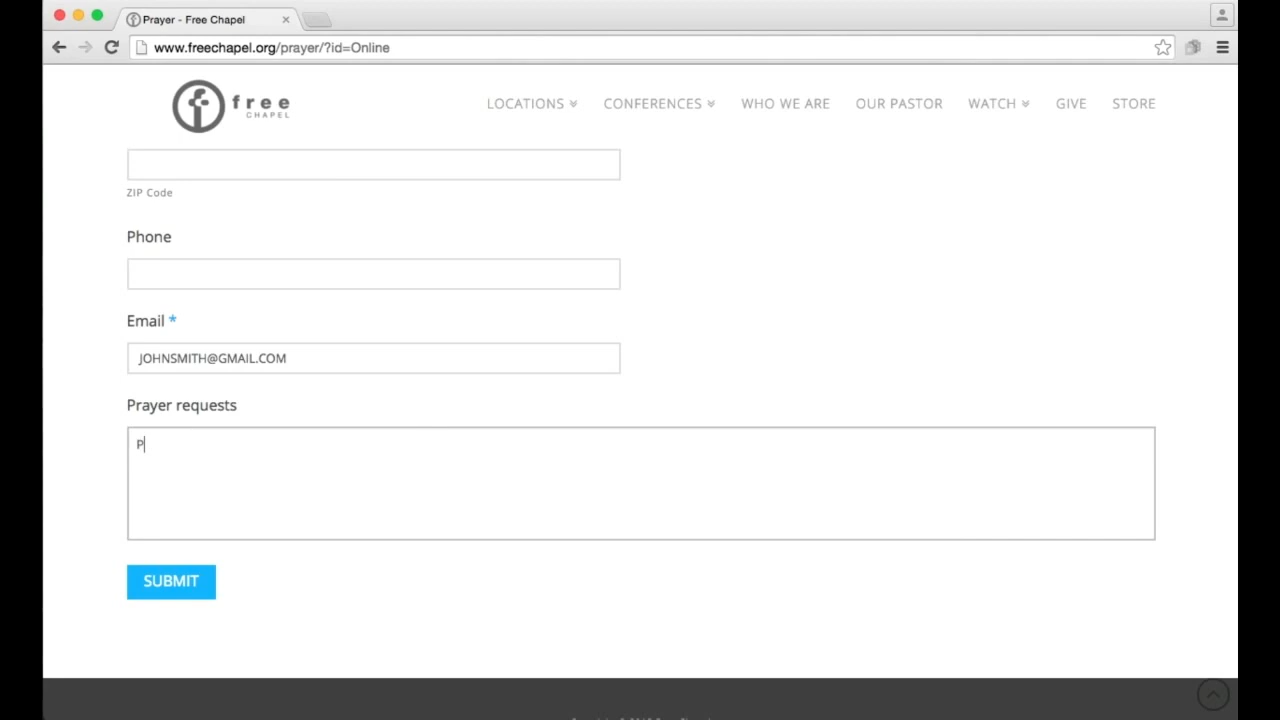 Prayer - Free Chapel
www.freechapel.org/prayer/?id=Online
free
CHAPEL
LOCATIONS CONFERENCES WHO WE ARE OUR PASTOR WATCH GIVE STORE
ZIP Code
Phone
Email *
JOHNSMITH@GMAIL.COM
Prayer requests
P
SUBMIT